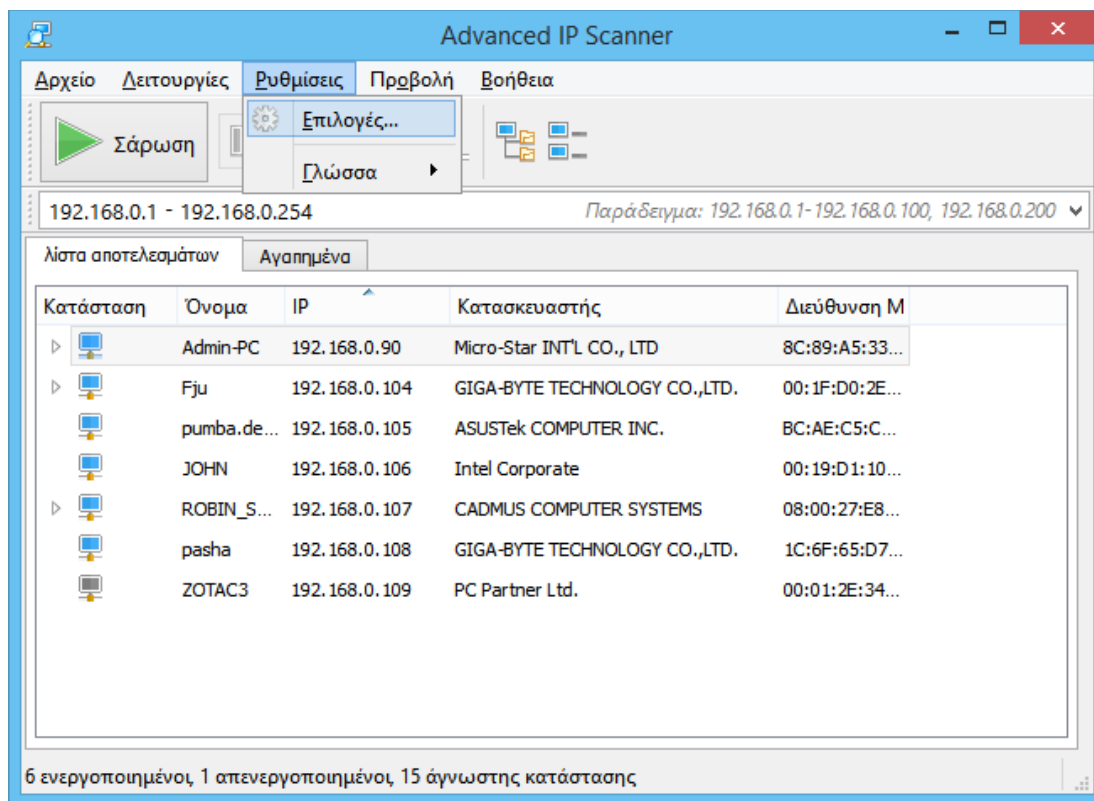 Advanced IP Scanner
Αρχείο Λειτουργίες Ρυθμίσεις Προβολή Βοήθεια
Επιλογές...
Σάρωση
Γλώσσα
192.168.0.1 - 192.168.0.254 Παράδειγμα: 192.168.0.1-192.168.0.100, 192.168.0.200
λίστα αποτελεσμάτων Αγαπημένα
Κατάσταση Όνομα IP Κατασκευαστής Διεύθυνση M
Admin-PC 192.168.0.90 Micro-Star INT'L CO., LTD 8C:89:A5:33...
Fju 192.168.0.104 GIGA-BYTE TECHNOLOGY CO.,LTD. 00:1F:D0:2E...
pumba.de... 192.168.0.105 ASUSTek COMPUTER INC. BC:AE:C5:C...
JOHN 192.168.0.106 Intel Corporate 00:19:D1:10...
ROBIN_S... 192.168.0.107 CADMUS COMPUTER SYSTEMS 08:00:27:E8...
pasha 192.168.0.108 GIGA-BYTE TECHNOLOGY CO.,LTD. 1C:6F:65:D7...
ZOTAC3 192.168.0.109 PC Partner Ltd. 00:01:2E:34...
6 ενεργοποιημένοι, 1 απενεργοποιημένοι, 15 άγνωστης κατάστασης